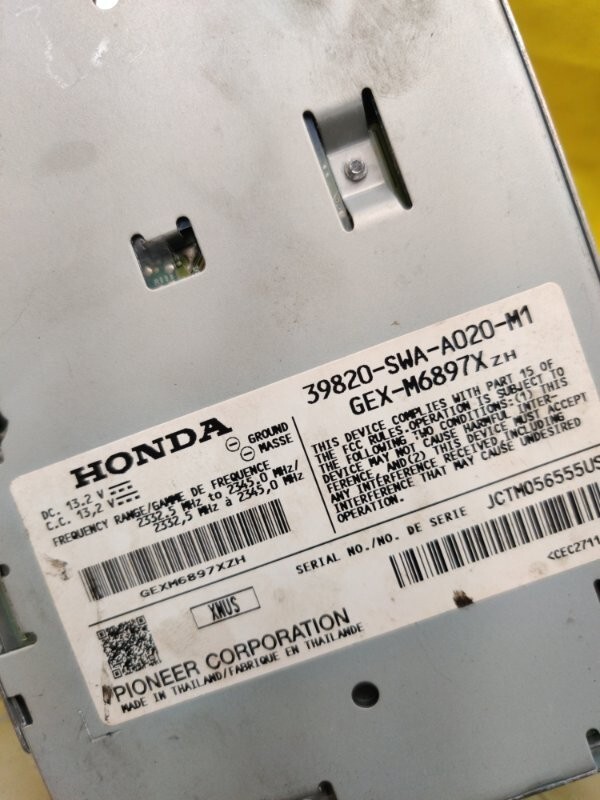 HONDA
GROUND
MASSE
DC. 13.2 V
C.C. 13,2 V
FREQUENCY RANGE/GAMME DE FREQUENCE
2332.5 MHz to 2345.0 MHz/
2332,5 MHz à 2345,0 MHz
GEXM6897XZH
XMUS
PIONEER CORPORATION
MADE IN THAILAND/FABRIQUE EN THAILANDE
39820-SWA-A020-M1
GEX-M6897X ZH
THIS DEVICE COMPLIES WITH PART 15 OF
THE FCC RULES.OPERATION IS SUBJECT TO
THE FOLLOWING TWO CONDITIONS:(1) THIS
DEVICE MAY NOT CAUSE HARMFUL INTER-
FERENCE, AND(2) THIS DEVICE MUST ACCEPT
ANY INTERFERENCE RECEIVED,INCLUDING
INTERFERENCE THAT MAY CAUSE UNDESIRED
OPERATION.
SERIAL NO./NO. DE SERIE JCTM056555US
<CEC2711